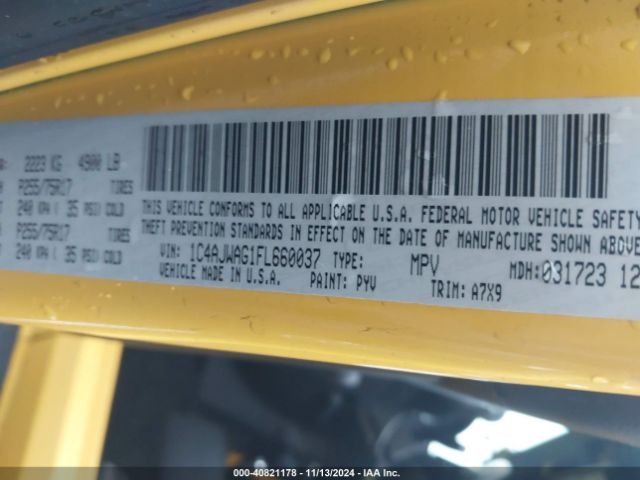 2223 KG 4900 LB
P255/75R17 TIRES
240 KPA ( 35 PSI) COLD
P255/75R17 TIRES
240 KPA ( 35 PSI) COLD
THIS VEHICLE CONFORMS TO ALL APPLICABLE U.S.A. FEDERAL MOTOR VEHICLE SAFETY
THEFT PREVENTION STANDARDS IN EFFECT ON THE DATE OF MANUFACTURE SHOWN ABOVE
VIN: 1C4AJWAG1FL660037 TYPE: MPV MDH:031723 12
VEHICLE MADE IN U.S.A. PAINT: PYV TRIM: A7X9
000-40821178 - 11/13/2024 - IAA Inc.